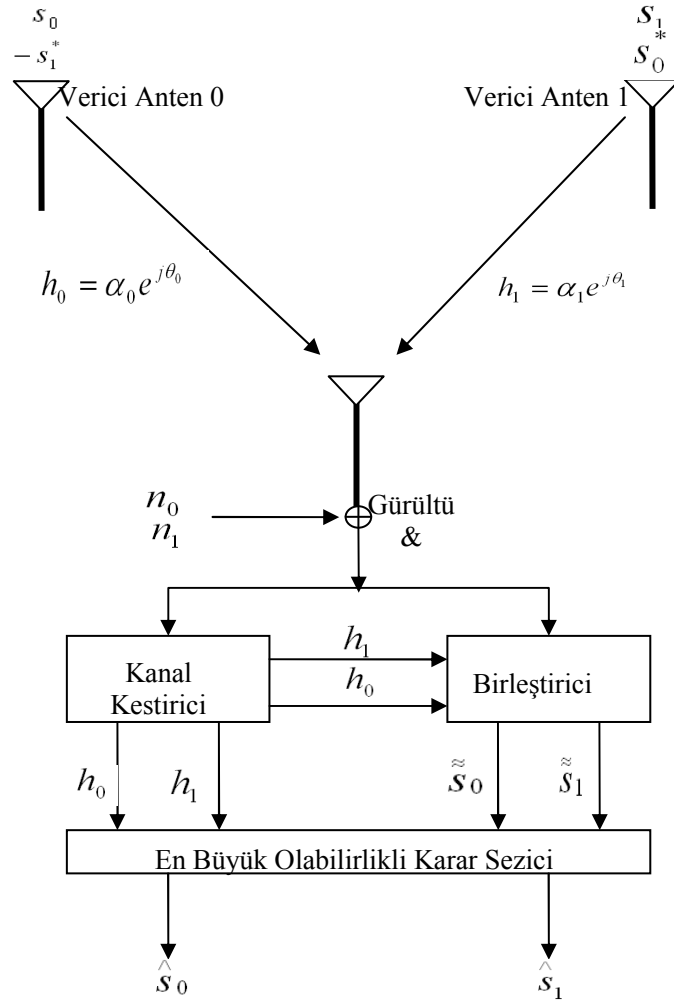 s₀
s₁
−s₁*
s₀*
Verici Anten 0
Verici Anten 1
h₀ = α₀e^{jθ₀}
h₁ = α₁e^{jθ₁}
n₀
n₁
Gürültü
&
h₁
h₀
Kanal
Kestirici
Birleştirici
h₀
h₁
s̃̃₀
s̃̃₁
En Büyük Olabilirlikli Karar Sezici
ŝ₀
ŝ₁